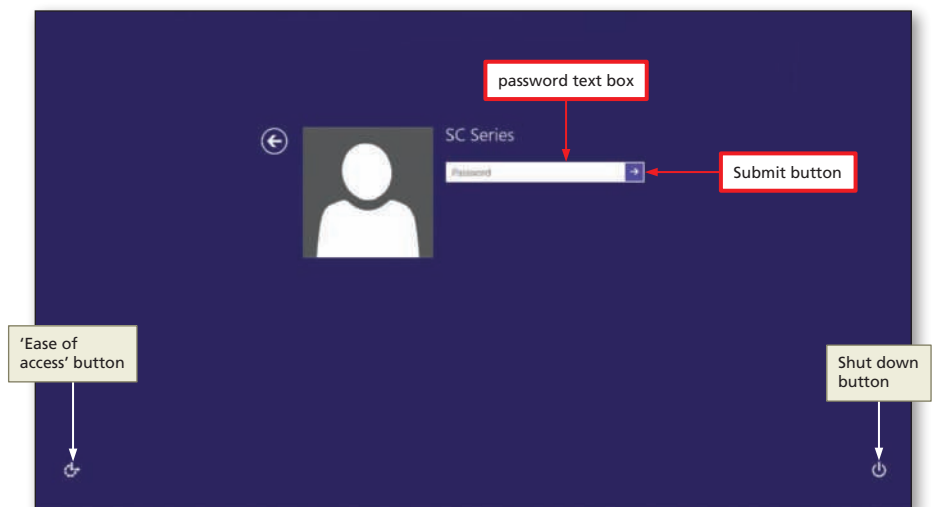 password text box
SC Series
Password
Submit button
'Ease of
access' button
Shut down
button